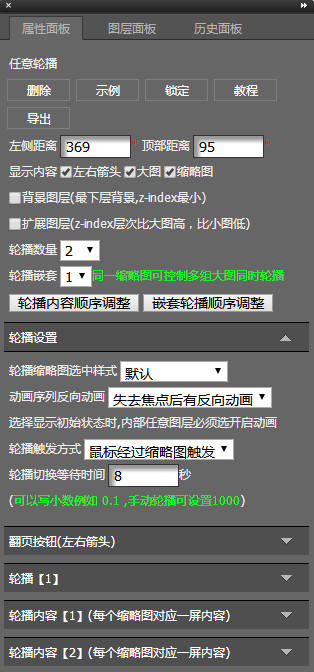 属性面板 图层面板 历史面板
任意轮播
删除 示例 锁定 教程
导出
左侧距离 369 * 顶部距离 95 *
显示内容 左右箭头 大图 缩略图
背景图层(最下层背景,z-index最小)
扩展图层(z-index层次比大图高，比小图低)
轮播数量 2
轮播嵌套 1 同一缩略图可控制多组大图同时轮播
轮播内容顺序调整 嵌套轮播顺序调整
轮播设置
轮播缩略图选中样式 默认
动画序列反向动画 失去焦点后有反向动画
选择显示初始状态时,内部任意图层必须选开启动画
轮播触发方式 鼠标经过缩略图触发
轮播切换等待时间 8 秒
(可以写小数例如 0.1 ,手动轮播可设置1000)
翻页按钮(左右箭头)
轮播【1】
轮播内容【1】(每个缩略图对应一屏内容)
轮播内容【2】(每个缩略图对应一屏内容)